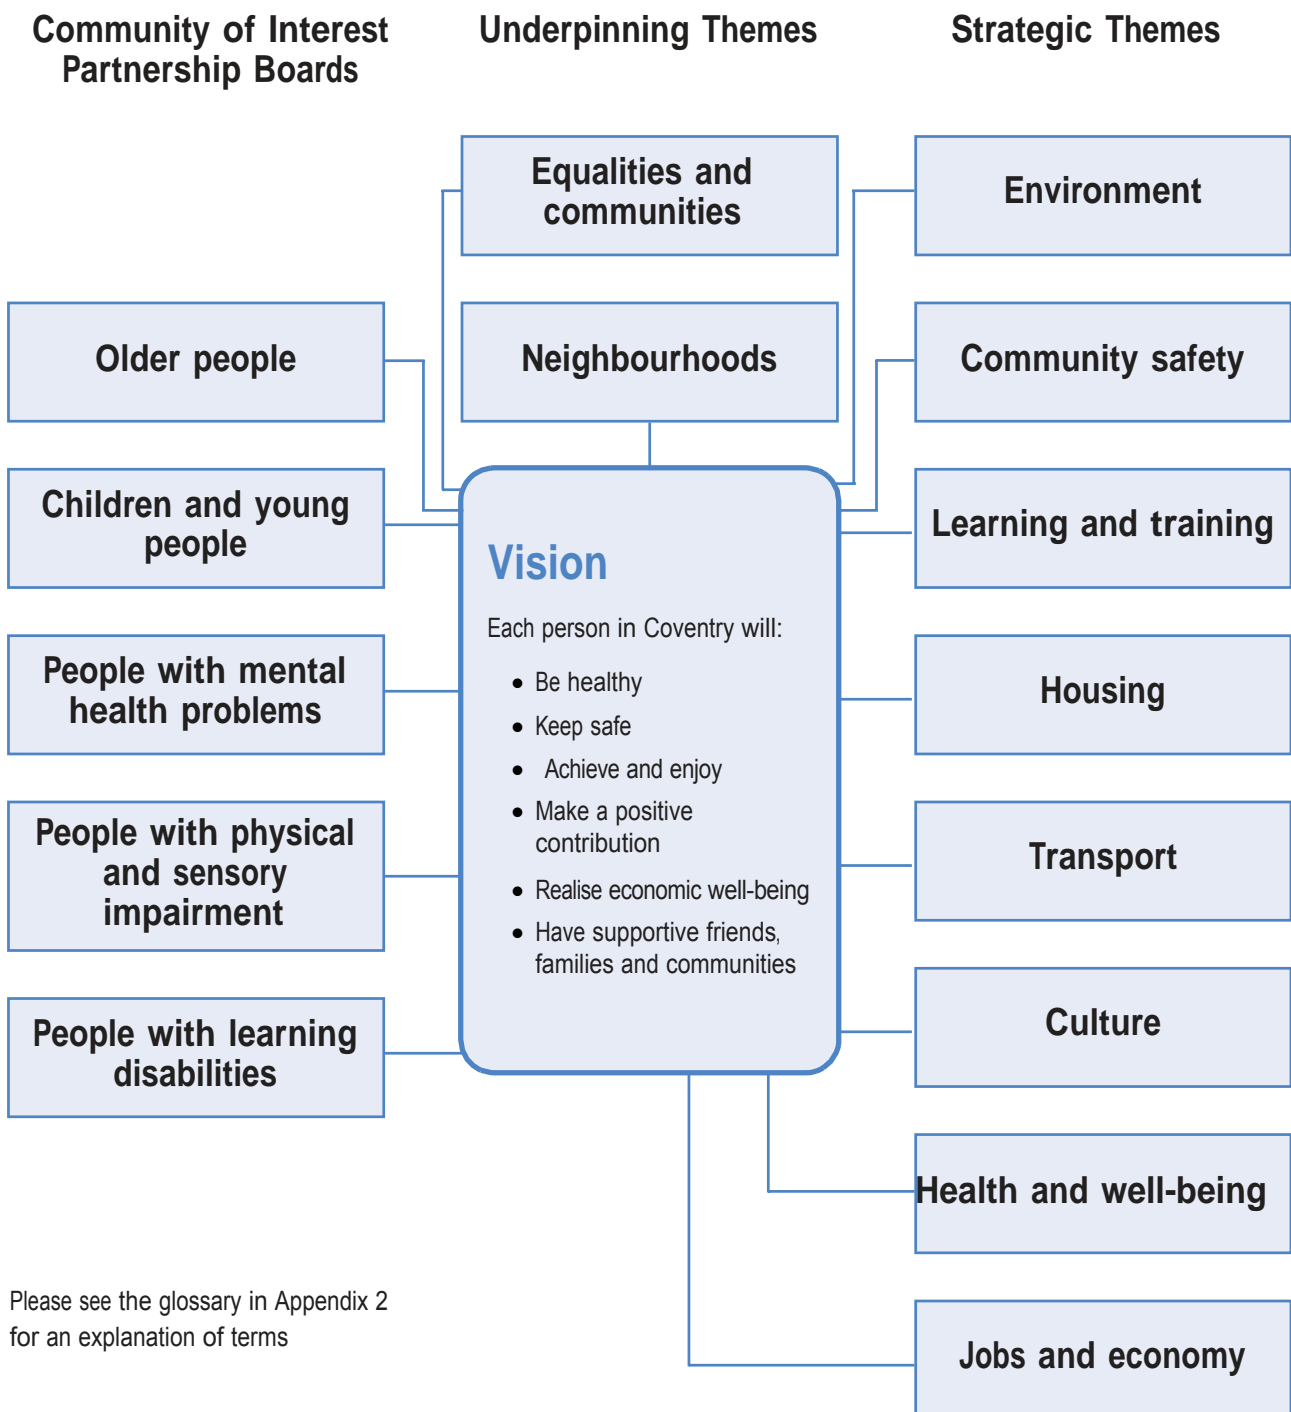 Community of Interest
Partnership Boards
Underpinning Themes
Strategic Themes
Equalities and
communities
Neighbourhoods
Older people
Children and young
people
People with mental
health problems
People with physical
and sensory
impairment
People with learning
disabilities
Vision
Each person in Coventry will:
• Be healthy
• Keep safe
• Achieve and enjoy
• Make a positive
contribution
• Realise economic well-being
• Have supportive friends,
families and communities
Environment
Community safety
Learning and training
Housing
Transport
Culture
Health and well-being
Jobs and economy
Please see the glossary in Appendix 2
for an explanation of terms